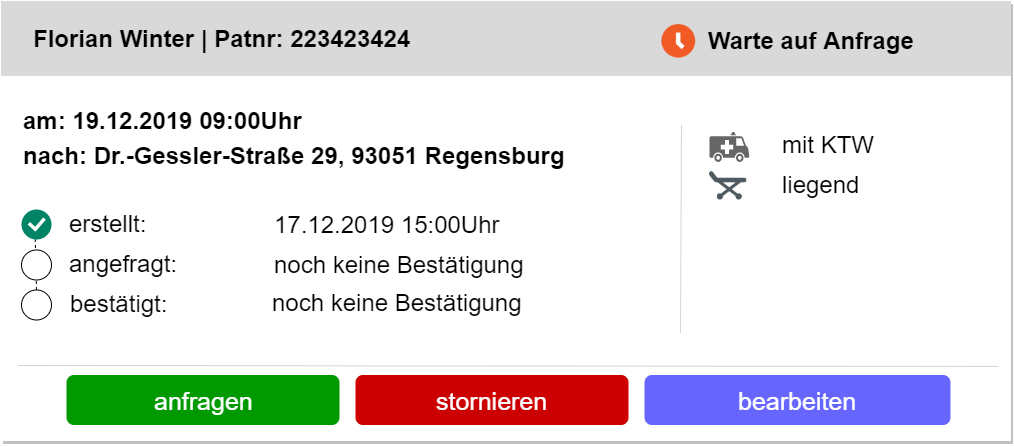 Florian Winter | Patnr: 223423424
Warte auf Anfrage
am: 19.12.2019 09:00Uhr
nach: Dr.-Gessler-Straße 29, 93051 Regensburg
mit KTW
liegend
erstellt: 17.12.2019 15:00Uhr
angefragt: noch keine Bestätigung
bestätigt: noch keine Bestätigung
anfragen
stornieren
bearbeiten